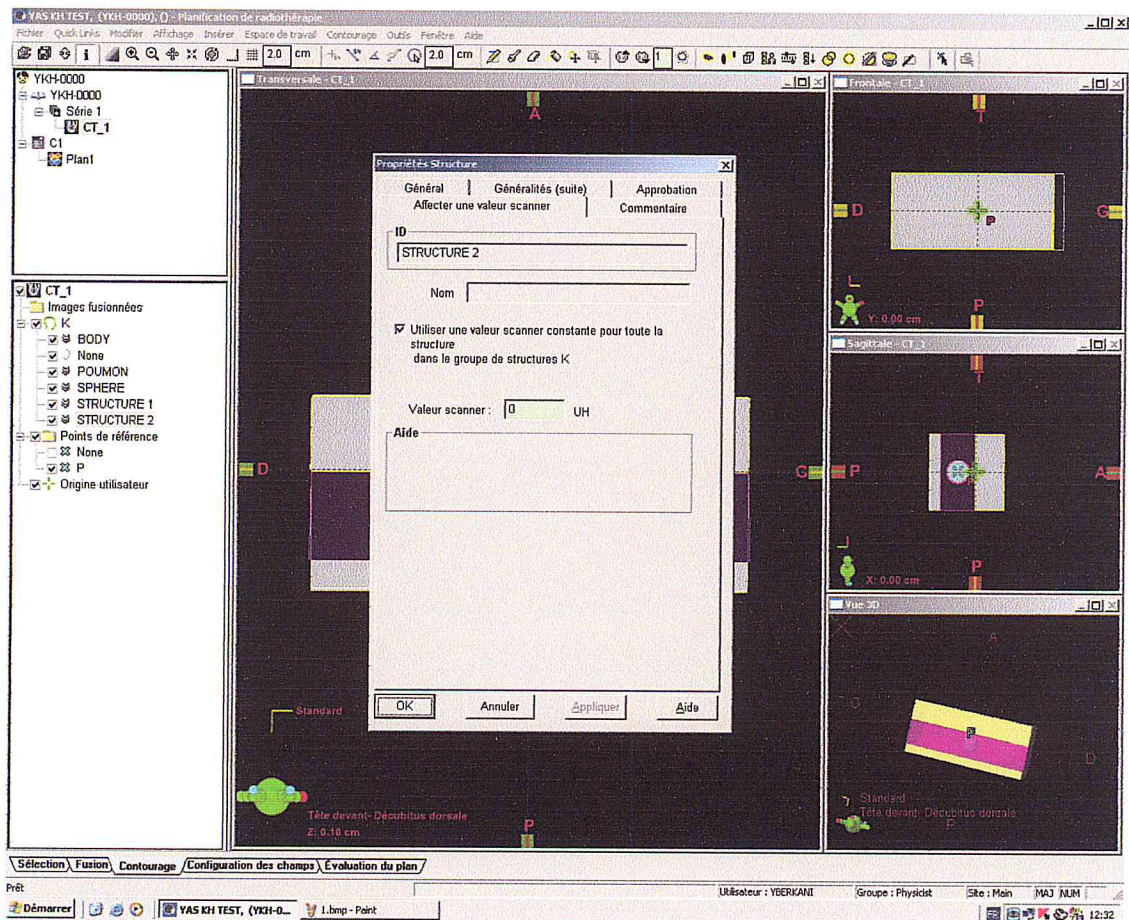 YAS KH TEST, (YKH-0000), () - Planification de radiothérapie
Fichier QuickLinks Modifier Affichage Insérer Espace de travail Contourage Outils Fenêtre Aide
2.0 cm 2.0 cm 1
YKH-0000
YKH-0000
Série 1
CT_1
C1
Plan1
CT_1
Images fusionnées
K
BODY
None
POUMON
SPHERE
STRUCTURE 1
STRUCTURE 2
Points de référence
None
P
Origine utilisateur
Transversale - CT_1
A
D
G
Standard
Tête devant- Décubitus dorsale
Z: 0.10 cm
P
Propriétés Structure
Général Généralités (suite) Approbation
Affecter une valeur scanner Commentaire
ID
STRUCTURE 2
Nom
Utiliser une valeur scanner constante pour toute la
structure
dans le groupe de structures K
Valeur scanner : 0 UH
Aide
OK Annuler Appliquer Aide
Frontale - CT_1
T
D
P
G
P
Y: 0.00 cm
Sagittale - CT_1
T
P
A
P
X: 0.00 cm
Vue 3D
A
G
P
D
Standard
Tête devant- Décubitus dorsale
Sélection Fusion Contourage Configuration des champs Évaluation du plan
Prêt
Utilisateur : YBERKANI Groupe : Physicist Site : Main MAJ NUM
Démarrer YAS KH TEST, (YKH-0... 1.bmp - Paint 12:32